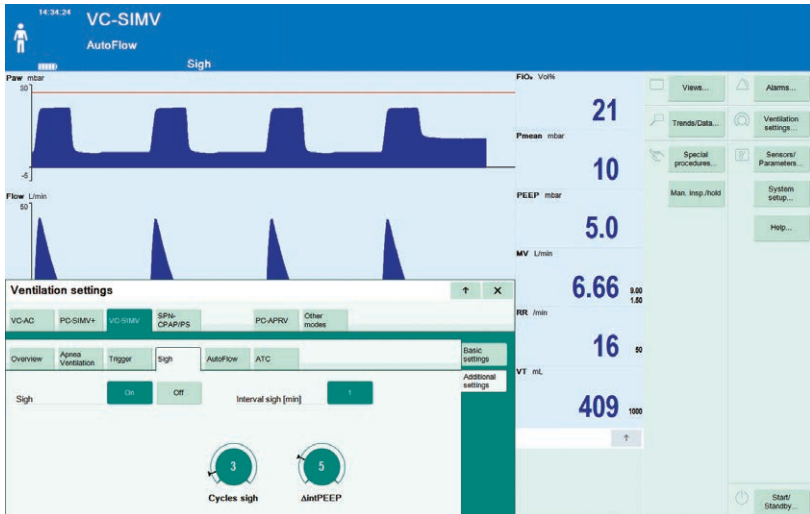 14:34:24
VC-SIMV
AutoFlow
Sigh
Paw mbar
30
-5
Flow L/min
50
FiO₂ Vol%
21
Pmean mbar
10
PEEP mbar
5.0
MV L/min
6.66
9.00
1.50
RR /min
16
50
VT mL
409
1000
Views...
Alarms...
Trends/Data...
Ventilation
settings...
Special
procedures...
Sensors/
Parameters...
Man. insp./hold
System
setup...
Help...
Start/
Standby...
Ventilation settings
VC-AC
PC-SIMV+
VC-SIMV
SPN-
CPAP/PS
PC-APRV
Other
modes
Overview
Apnea
Ventilation
Trigger
Sigh
AutoFlow
ATC
Basic
settings
Additional
settings
Sigh
On
Off
Interval sigh [min]
1
3
5
Cycles sigh
ΔintPEEP